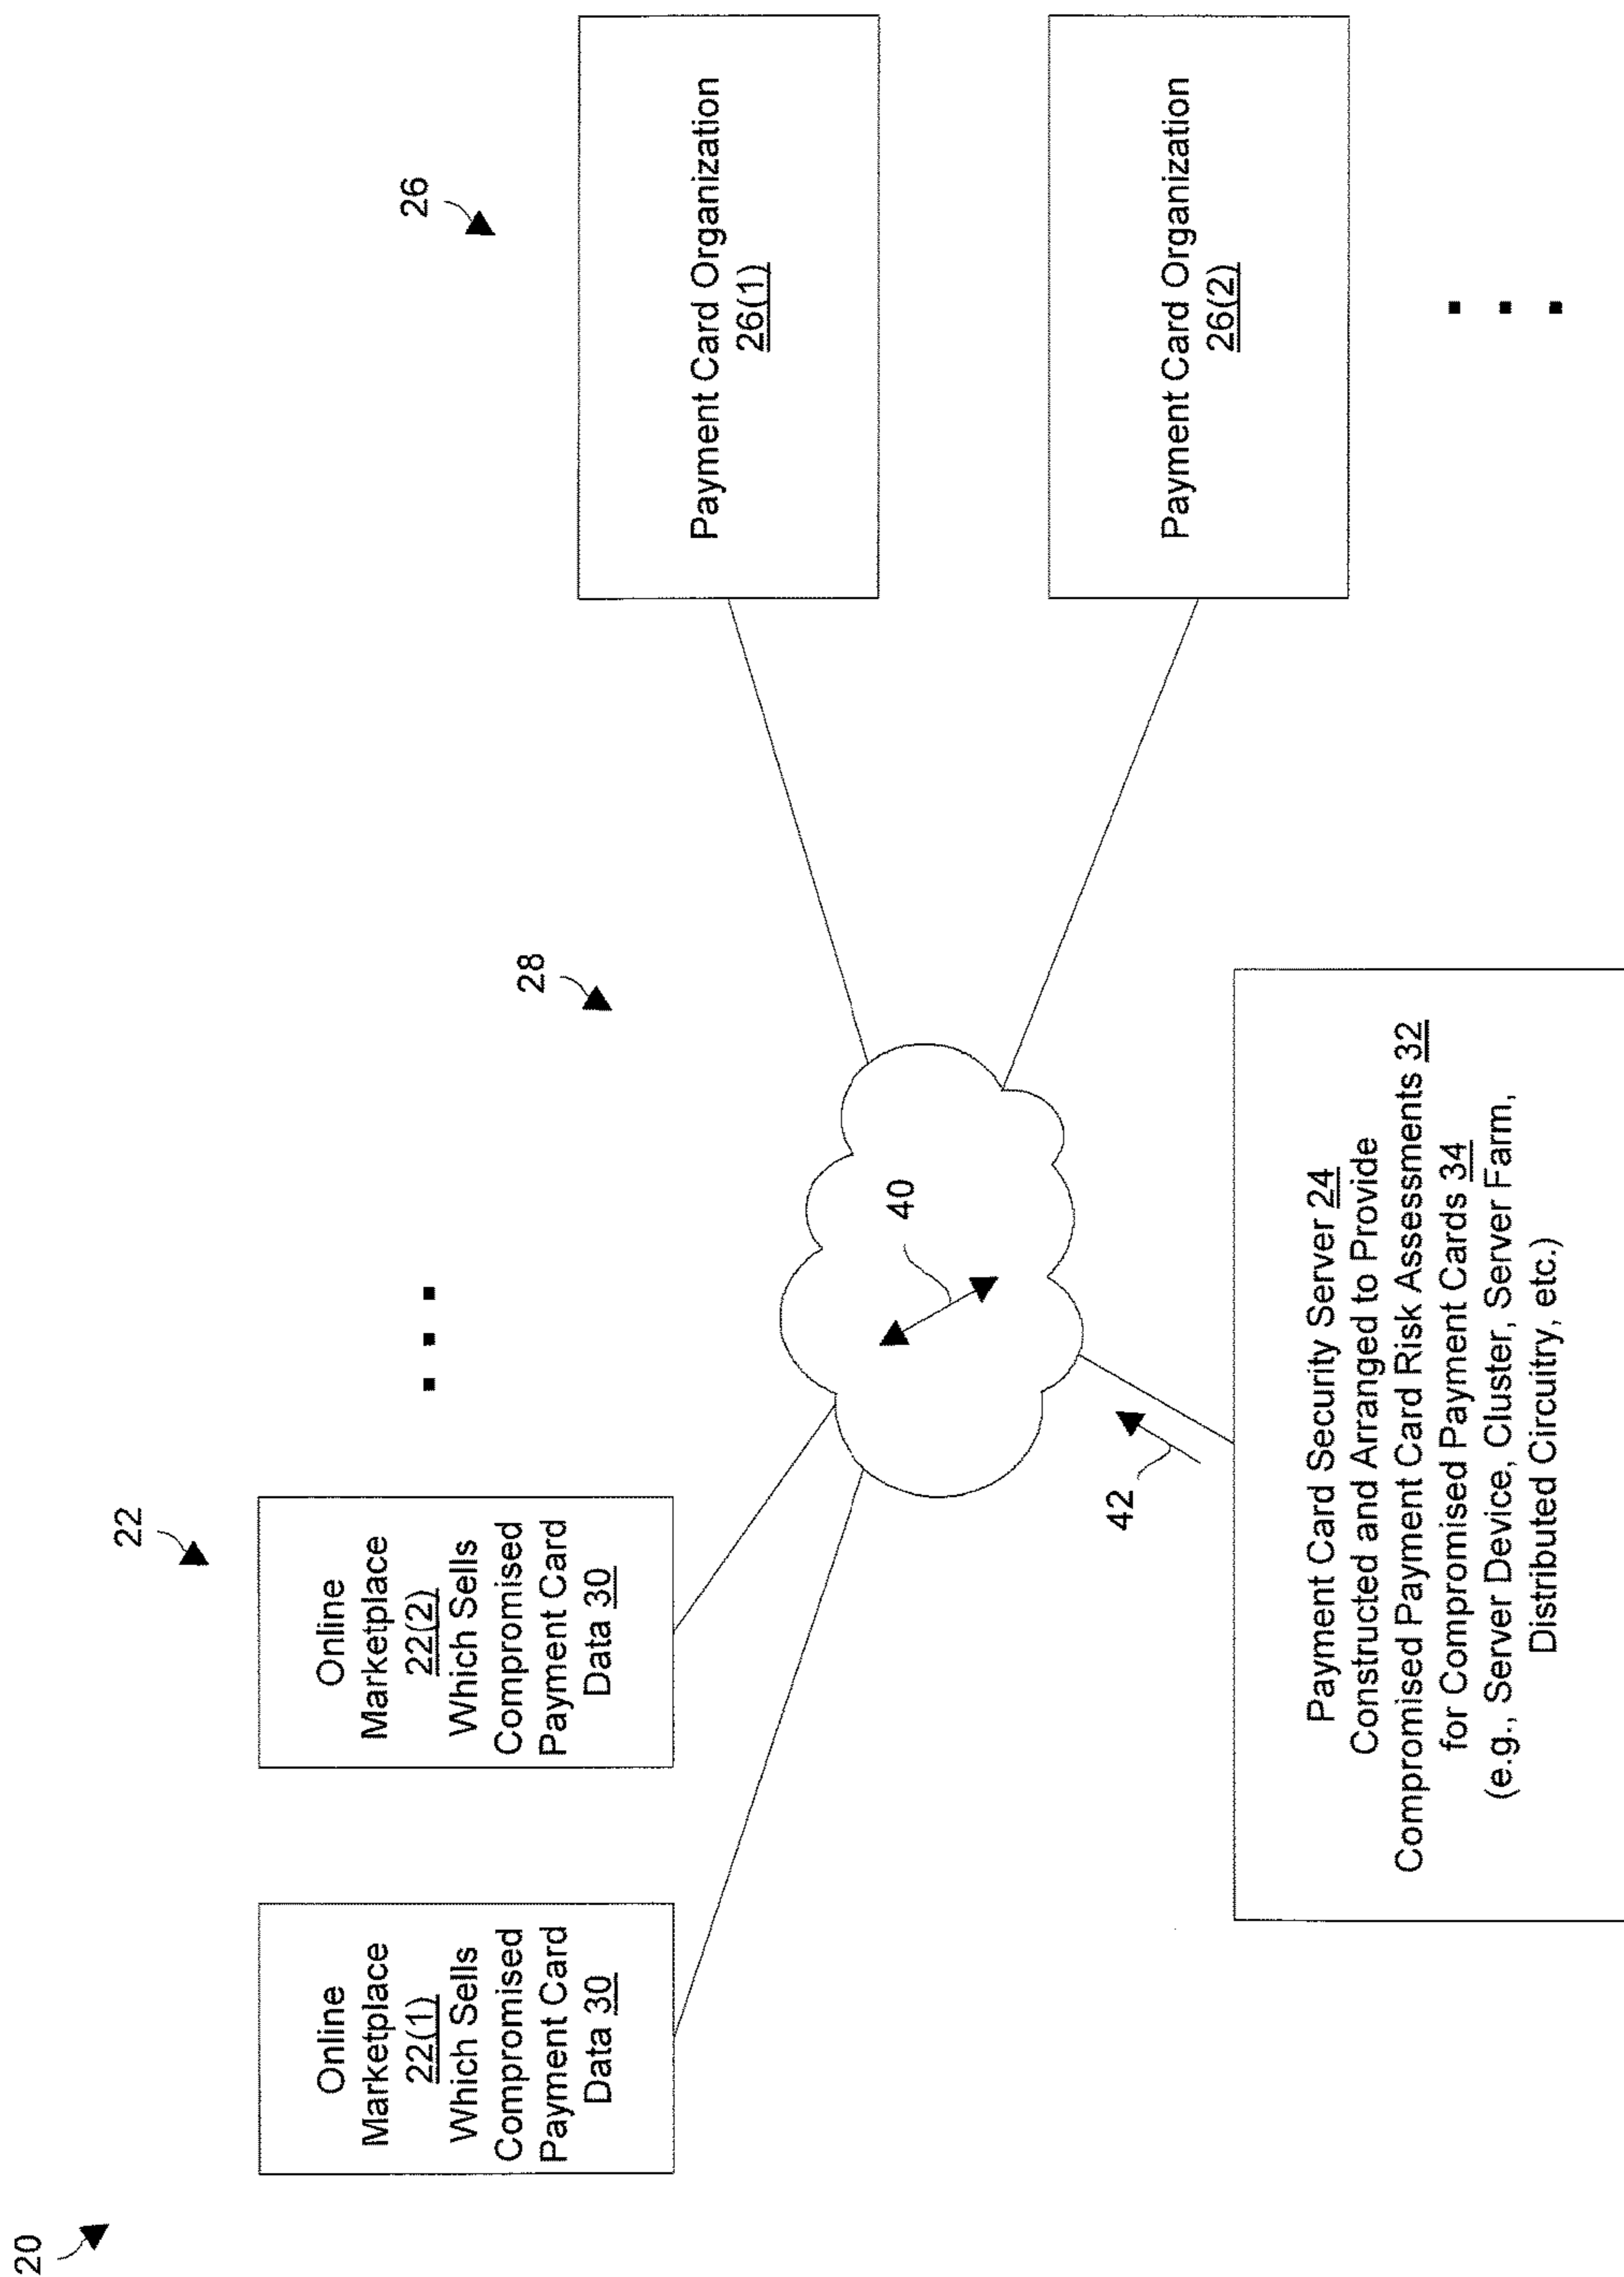 20
22
Online
Marketplace
22(1)
Which Sells
Compromised
Payment Card
Data 30
Online
Marketplace
22(2)
Which Sells
Compromised
Payment Card
Data 30
26
Payment Card Organization
26(1)
Payment Card Organization
26(2)
28
40
42
Payment Card Security Server 24
Constructed and Arranged to Provide
Compromised Payment Card Risk Assessments 32
for Compromised Payment Cards 34
(e.g., Server Device, Cluster, Server Farm,
Distributed Circuitry, etc.)